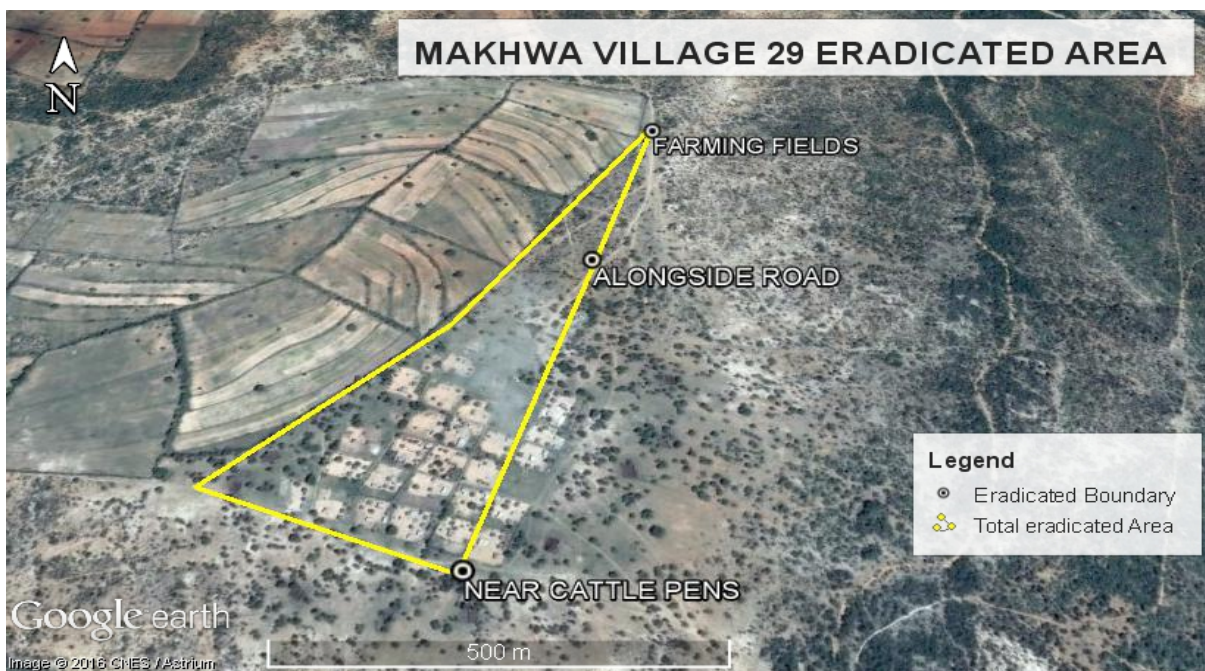 MAKHWA VILLAGE 29 ERADICATED AREA
N
FARMING FIELDS
ALONGSIDE ROAD
Legend
Eradicated Boundary
Total eradicated Area
NEAR CATTLE PENS
Google earth
500 m
Image © 2016 CNES / Astrium